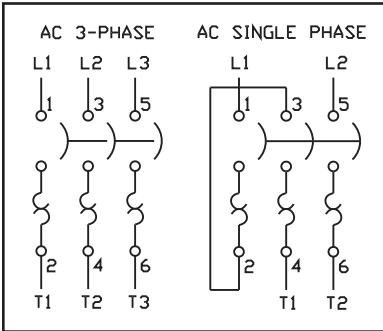 AC 3-PHASE
L1 L2 L3
1 3 5
2 4 6
T1 T2 T3
AC SINGLE PHASE
L1 L2
1 3 5
2 4 6
T1 T2